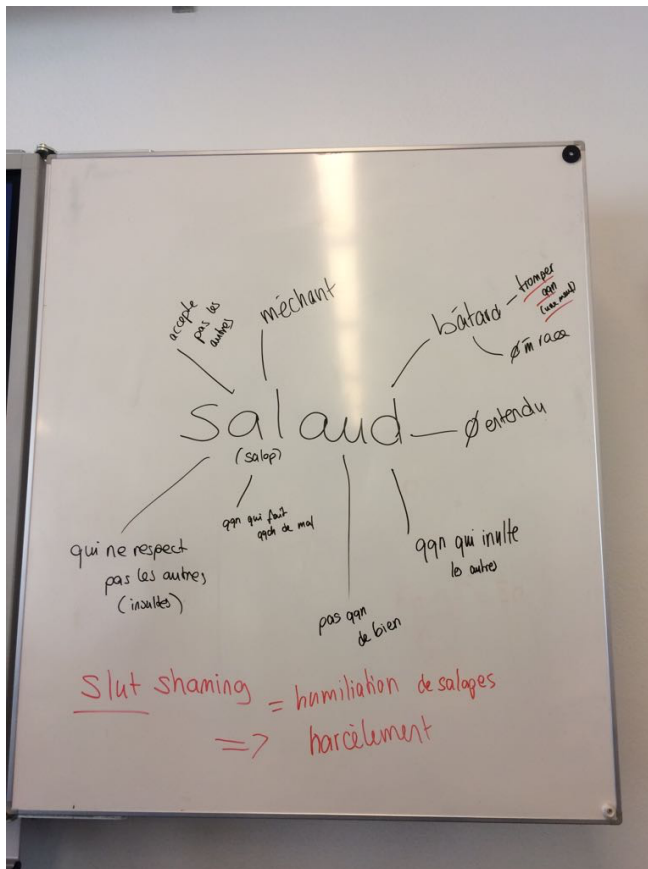 accepte
pas les
autres
méchant
bâtard
tromper
qqn
(une meuf)
Ø m̄ race
salaud
(salop)
Ø entendu
qui ne respect
pas les autres
(insultes)
qqn qui fait
qqch de mal
pas qqn
de bien
qqn qui inulte
les autres
Slut shaming = humiliation de salopes
=> harcèlement